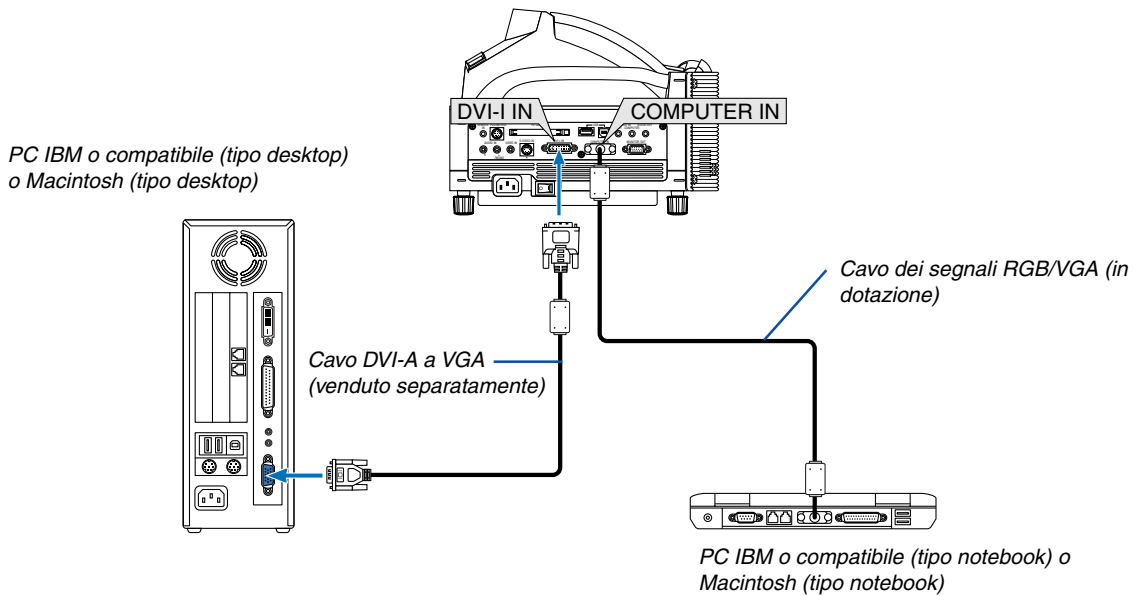 DVI-I IN
COMPUTER IN
PC IBM o compatibile (tipo desktop)
o Macintosh (tipo desktop)
Cavo dei segnali RGB/VGA (in
dotazione)
Cavo DVI-A a VGA
(venduto separatamente)
PC IBM o compatibile (tipo notebook) o
Macintosh (tipo notebook)